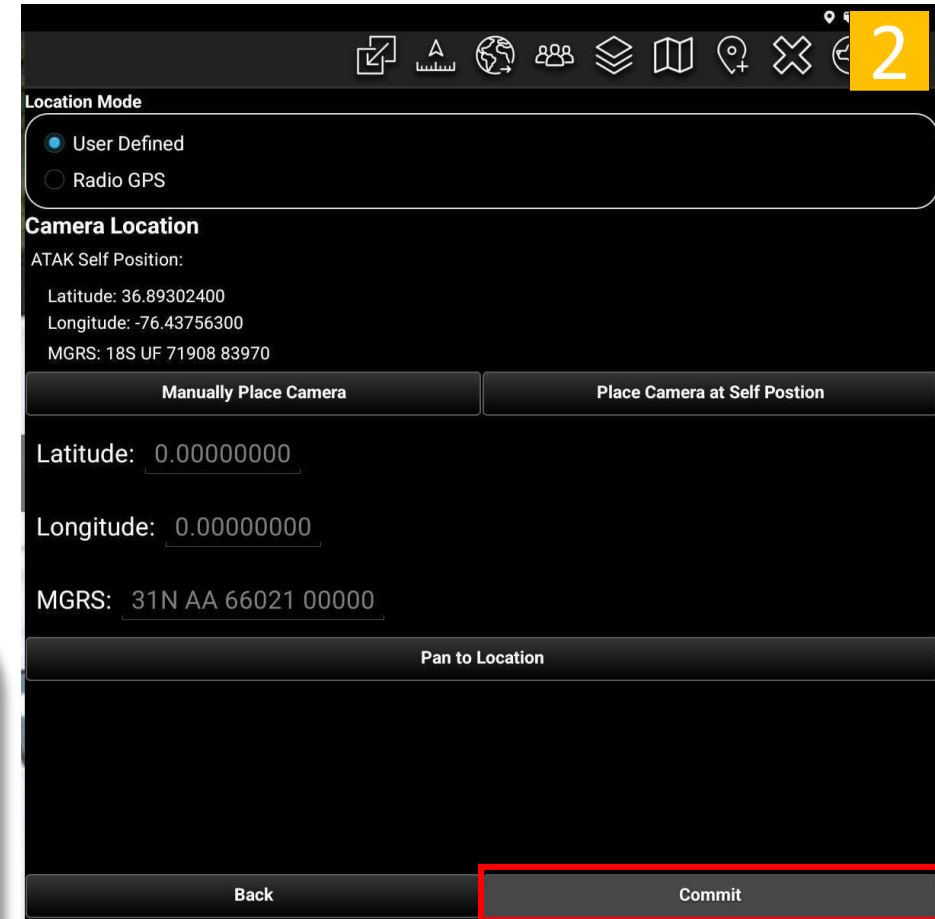 2
Location Mode
User Defined
Radio GPS
Camera Location
ATAK Self Position:
Latitude: 36.89302400
Longitude: -76.43756300
MGRS: 18S UF 71908 83970
Manually Place Camera
Place Camera at Self Postion
Latitude: 0.00000000
Longitude: 0.00000000
MGRS: 31N AA 66021 00000
Pan to Location
Back
Commit